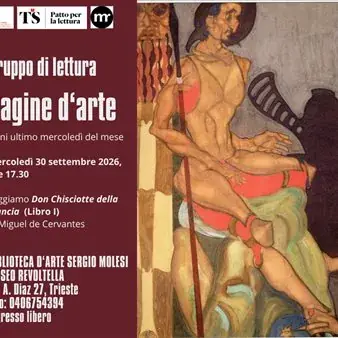 TS
Patto per
la lettura
mr
ruppo di lettura
agine d'arte
ni ultimo mercoledì del mese
ercoledì 30 settembre 2026,
e 17.30
ggiamo Don Chisciotte della
ncia (Libro I)
Miguel de Cervantes
BLIOTECA D'ARTE SERGIO MOLESI
SEO REVOLTELLA
A. Diaz 27, Trieste
o: 0406754394
resso libero